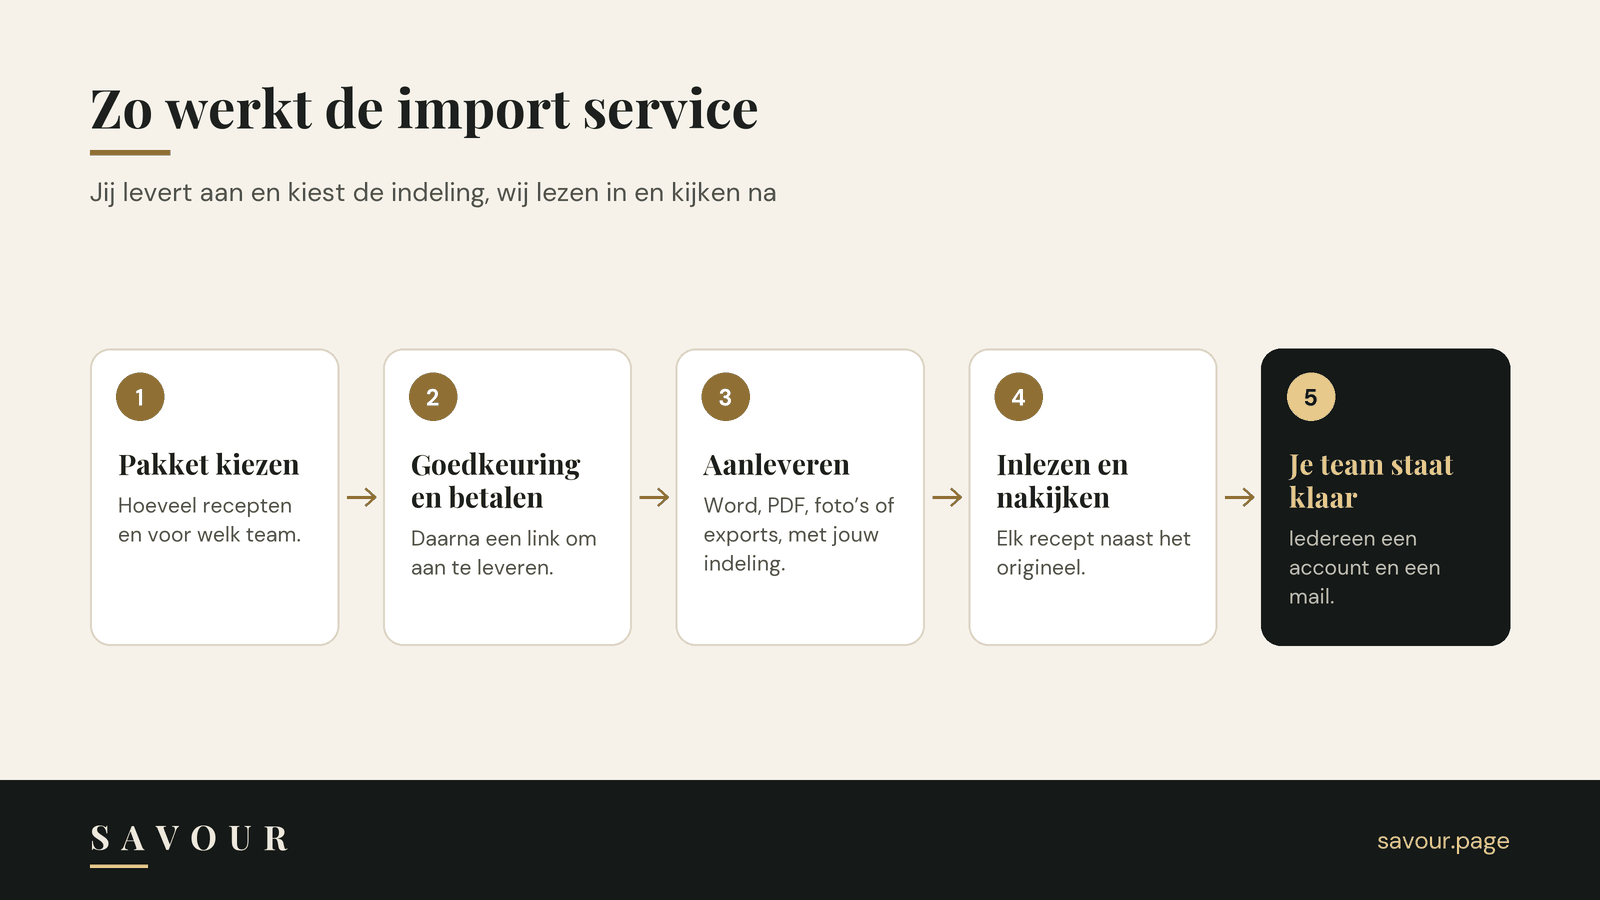 Zo werkt de import service
Jij levert aan en kiest de indeling, wij lezen in en kijken na
1
Pakket kiezen
Hoeveel recepten
en voor welk team.
2
Goedkeuring
en betalen
Daarna een link om
aan te leveren.
3
Aanleveren
Word, PDF, foto’s of
exports, met jouw
indeling.
4
Inlezen en
nakijken
Elk recept naast het
origineel.
5
Je team staat
klaar
Iedereen een
account en een
mail.
SAVOUR
savour.page